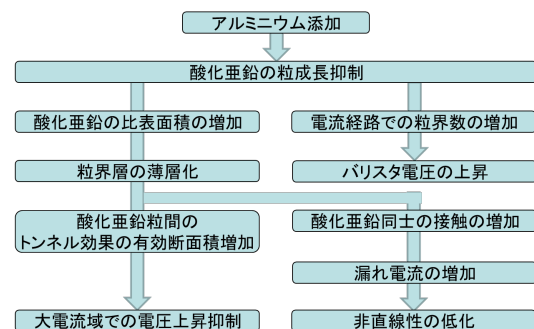 アルミニウム添加
酸化亜鉛の粒成長抑制
酸化亜鉛の比表面積の増加
電流経路での粒界数の増加
粒界層の薄層化
バリスタ電圧の上昇
酸化亜鉛粒間の
トンネル効果の有効断面積増加
酸化亜鉛同士の接触の増加
漏れ電流の増加
大電流域での電圧上昇抑制
非直線性の低化